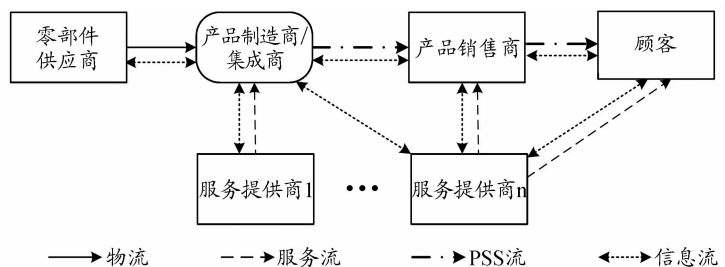 零部件
供应商
产品制造商/
集成商
产品销售商
顾客
服务提供商1
•••
服务提供商n
物流
服务流
PSS流
信息流